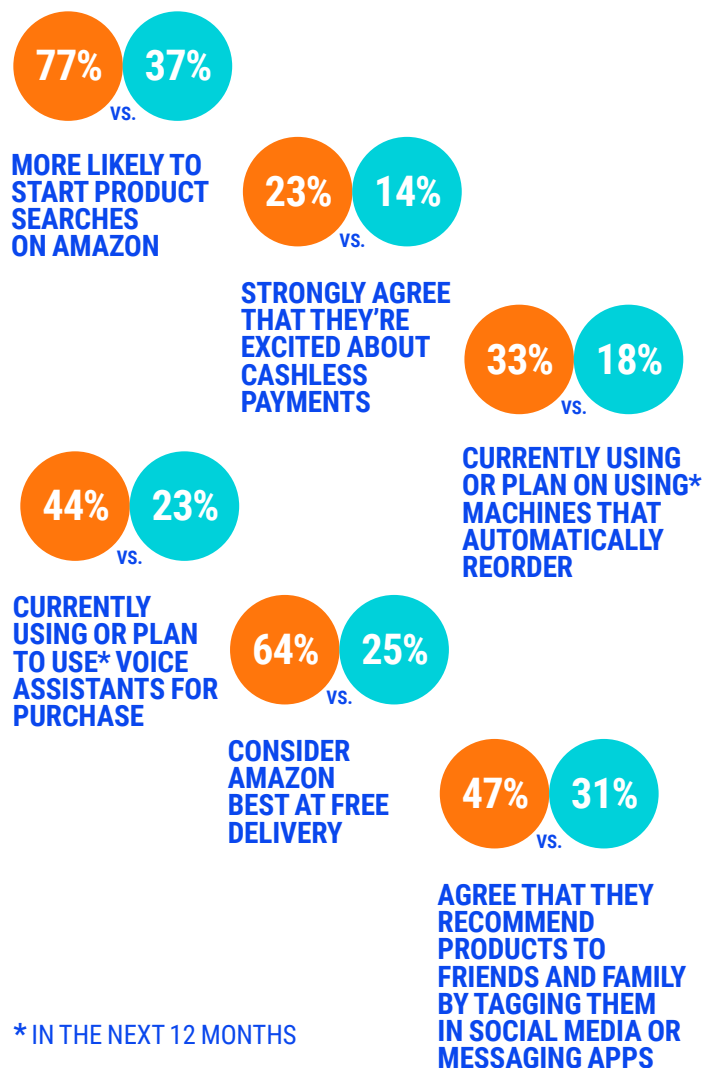 77% 37%
VS.
MORE LIKELY TO
START PRODUCT
SEARCHES
ON AMAZON
23% 14%
VS.
STRONGLY AGREE
THAT THEY'RE
EXCITED ABOUT
CASHLESS
PAYMENTS
33% 18%
VS.
CURRENTLY USING
OR PLAN ON USING*
MACHINES THAT
AUTOMATICALLY
REORDER
44% 23%
VS.
CURRENTLY
USING OR PLAN
TO USE* VOICE
ASSISTANTS FOR
PURCHASE
64% 25%
VS.
CONSIDER
AMAZON
BEST AT FREE
DELIVERY
47% 31%
VS.
AGREE THAT THEY
RECOMMEND
PRODUCTS TO
FRIENDS AND FAMILY
BY TAGGING THEM
IN SOCIAL MEDIA OR
MESSAGING APPS
* IN THE NEXT 12 MONTHS